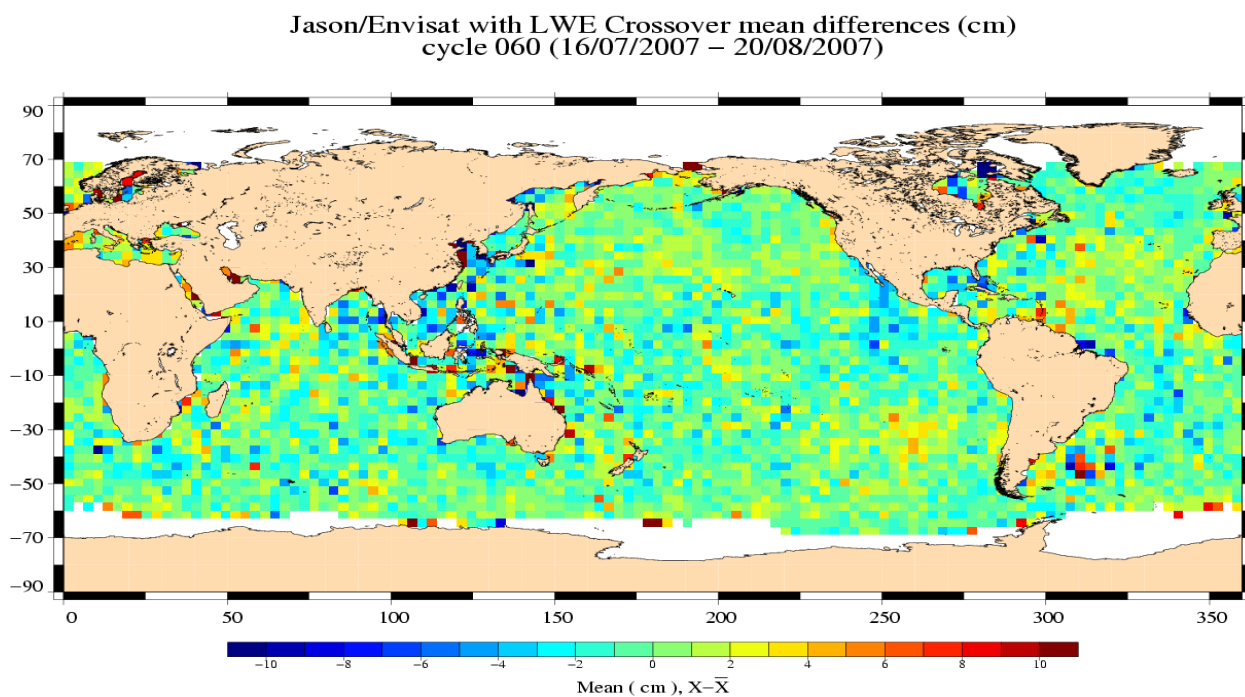 Jason/Envisat with LWE Crossover mean differences (cm)
cycle 060 (16/07/2007 − 20/08/2007)
90
70
50
30
10
−10
−30
−50
−70
−90
0 50 100 150 200 250 300 350
−10 −8 −6 −4 −2 0 2 4 6 8 10
Mean ( cm ), X−X̅